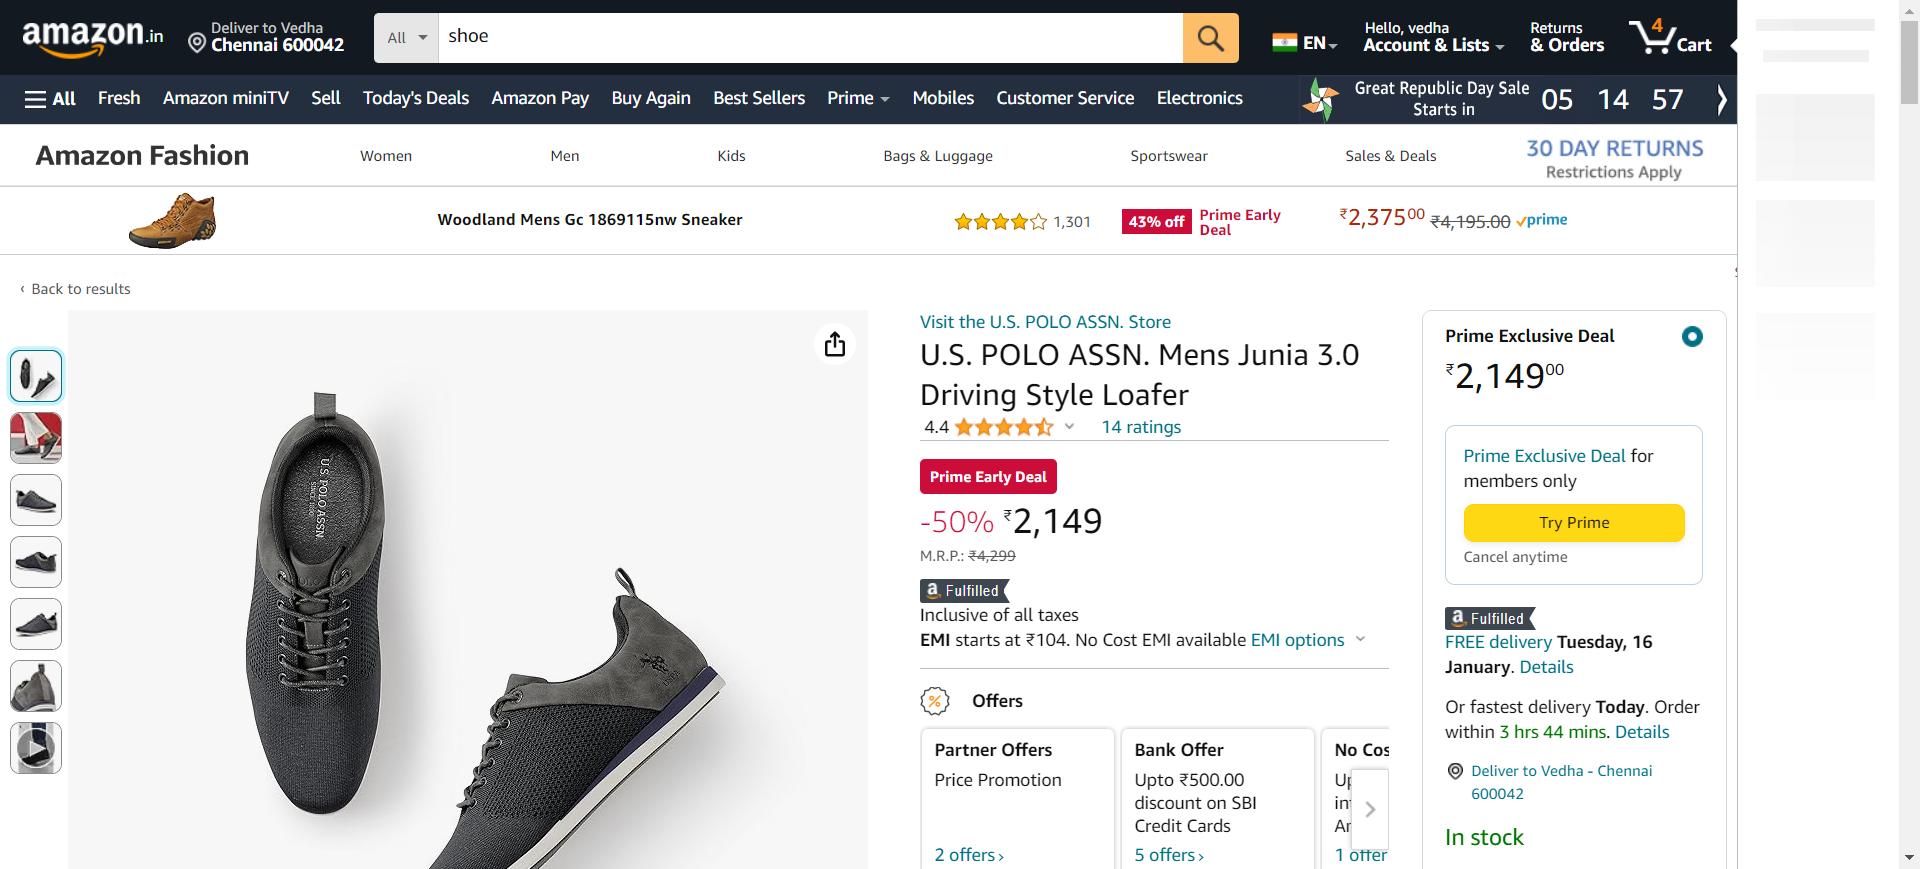 amazon.in
Deliver to Vedha
Chennai 600042
All
shoe
EN
Hello, vedha
Account & Lists
Returns
& Orders
4
Cart
All
Fresh
Amazon miniTV
Sell
Today's Deals
Amazon Pay
Buy Again
Best Sellers
Prime
Mobiles
Customer Service
Electronics
Great Republic Day Sale
Starts in
05 14 57
Amazon Fashion
Women
Men
Kids
Bags & Luggage
Sportswear
Sales & Deals
30 DAY RETURNS
Restrictions Apply
Woodland Mens Gc 1869115nw Sneaker
1,301
43% off
Prime Early
Deal
₹2,37500 ₹4,195.00 prime
‹ Back to results
U.S. POLO ASSN.
Visit the U.S. POLO ASSN. Store
U.S. POLO ASSN. Mens Junia 3.0
Driving Style Loafer
4.4
14 ratings
Prime Early Deal
-50% ₹2,149
M.R.P.: ₹4,299
a Fulfilled
Inclusive of all taxes
EMI starts at ₹104. No Cost EMI available EMI options
%
Offers
Partner Offers
Price Promotion
2 offers ›
Bank Offer
Upto ₹500.00
discount on SBI
Credit Cards
5 offers ›
No Cos
1 offer
Prime Exclusive Deal
₹2,14900
Prime Exclusive Deal for
members only
Try Prime
Cancel anytime
a Fulfilled
FREE delivery Tuesday, 16
January. Details
Or fastest delivery Today. Order
within 3 hrs 44 mins. Details
Deliver to Vedha - Chennai
600042
In stock